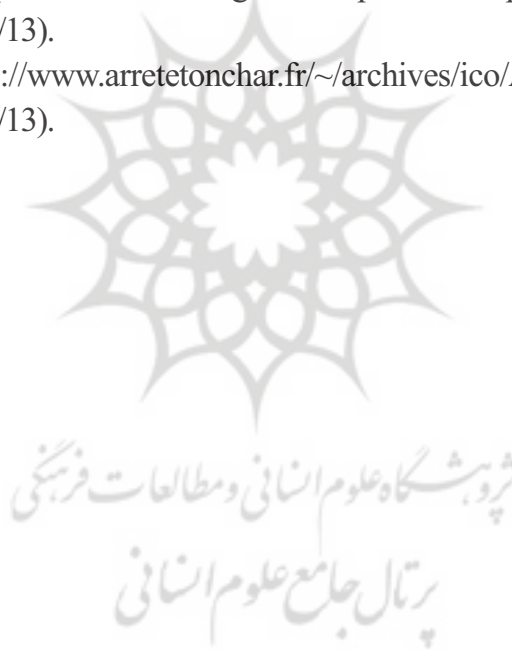 /13).
://www.arretetonchar.fr/~/archives/ico/
/13).
پژوهشگاه علوم انسانی و مطالعات فرهنگی
پرتال جامع علوم انسانی